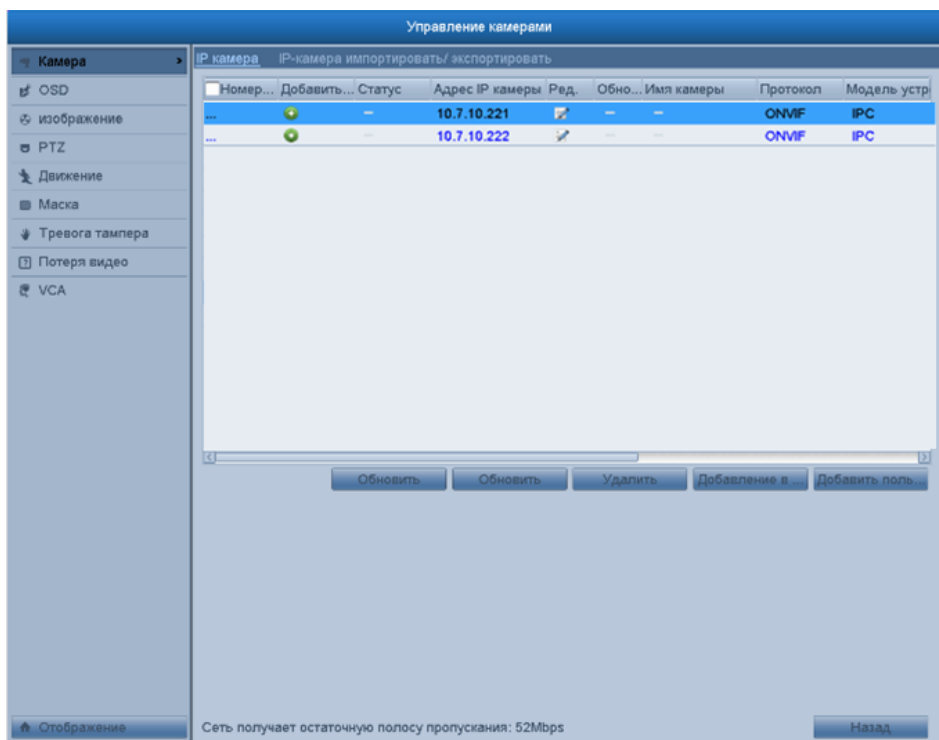 Управление камерами
Камера
OSD
изображение
PTZ
Движение
Маска
Тревога тампера
Потеря видео
VCA
Отображение
IP камера IP-камера импортировать/ экспортировать
Номер... Добавить... Статус Адрес IP камеры Ред. Обно... Имя камеры Протокол Модель устр
... 10.7.10.221 ONVIF IPC
... 10.7.10.222 ONVIF IPC
Обновить Обновить Удалить Добавление в ... Добавить поль...
Сеть получает остаточную полосу пропускания: 52Mbps
Назад